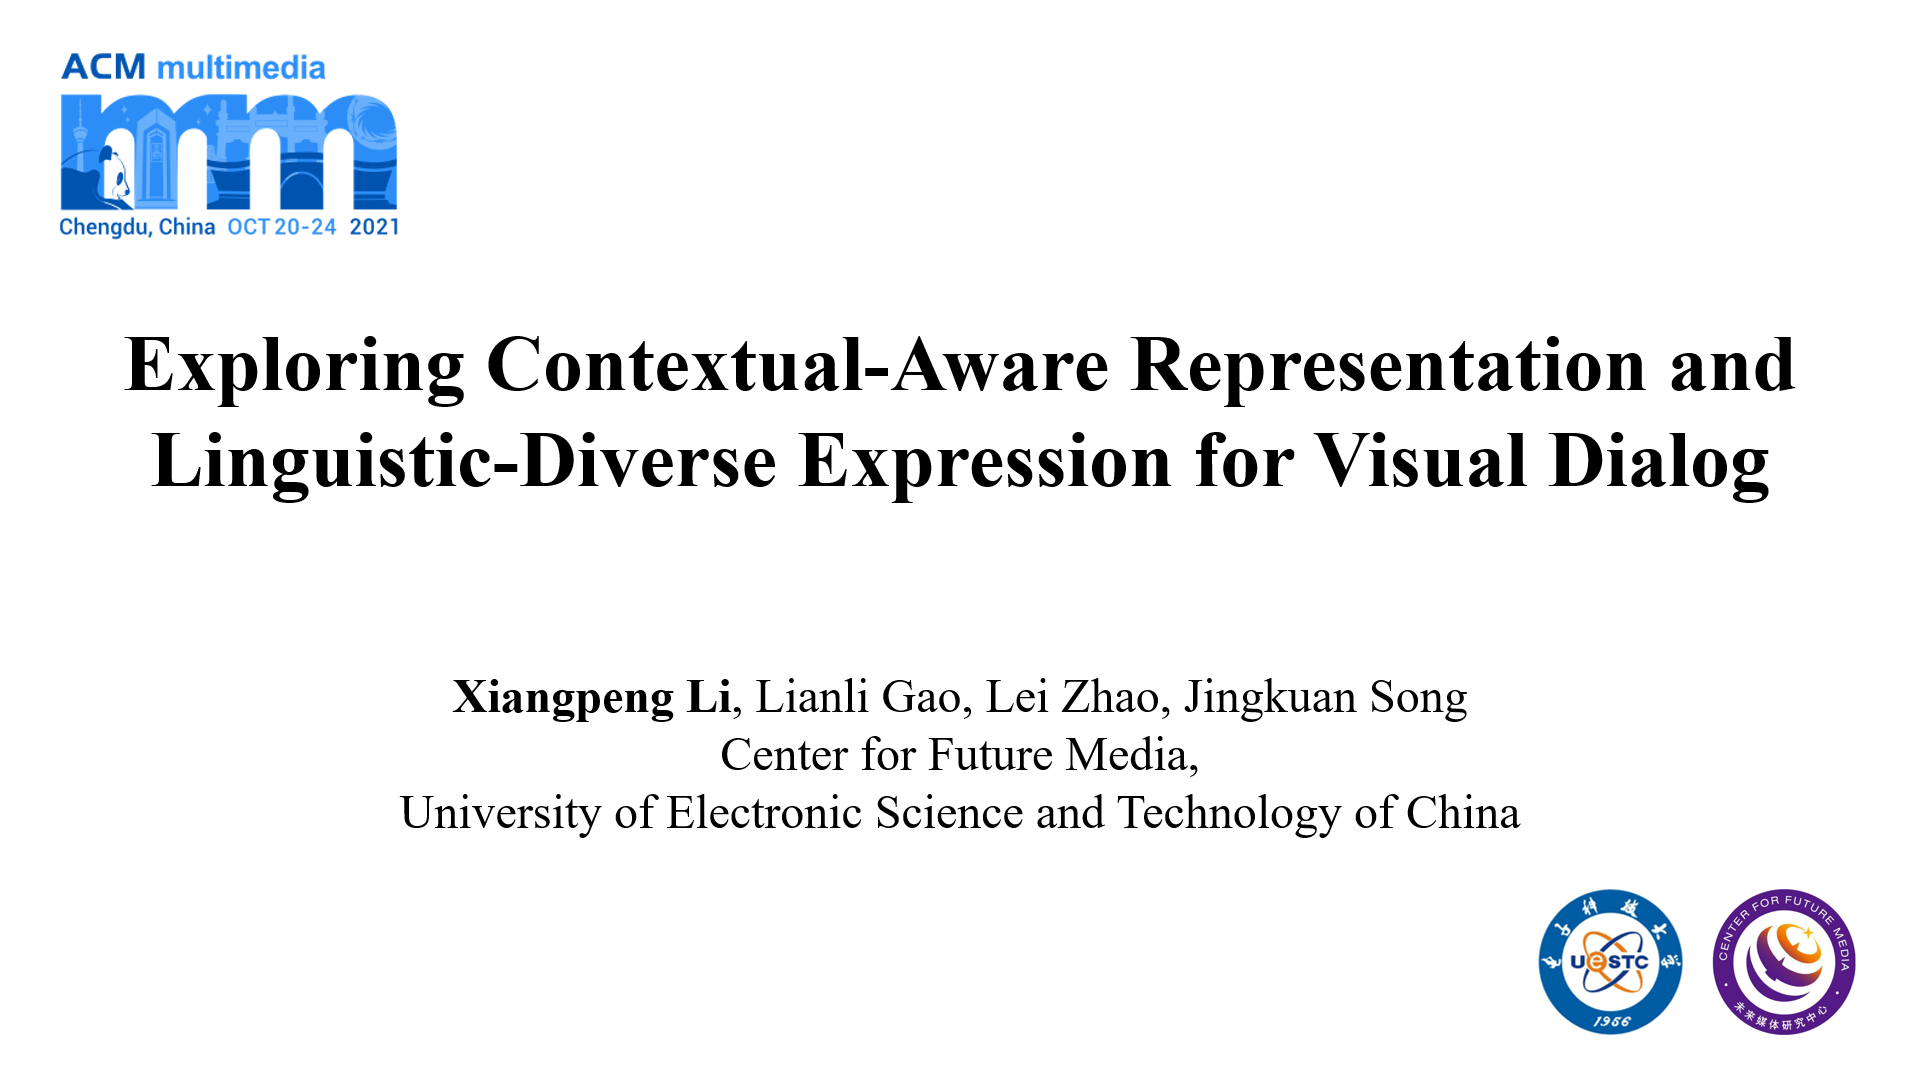 ACM multimedia
Chengdu, China OCT 20-24 2021
Exploring Contextual-Aware Representation and
Linguistic-Diverse Expression for Visual Dialog
Xiangpeng Li, Lianli Gao, Lei Zhao, Jingkuan Song
Center for Future Media,
University of Electronic Science and Technology of China
电子科技大学
UeSTC
1956
CENTER FOR FUTURE MEDIA
未来媒体研究中心